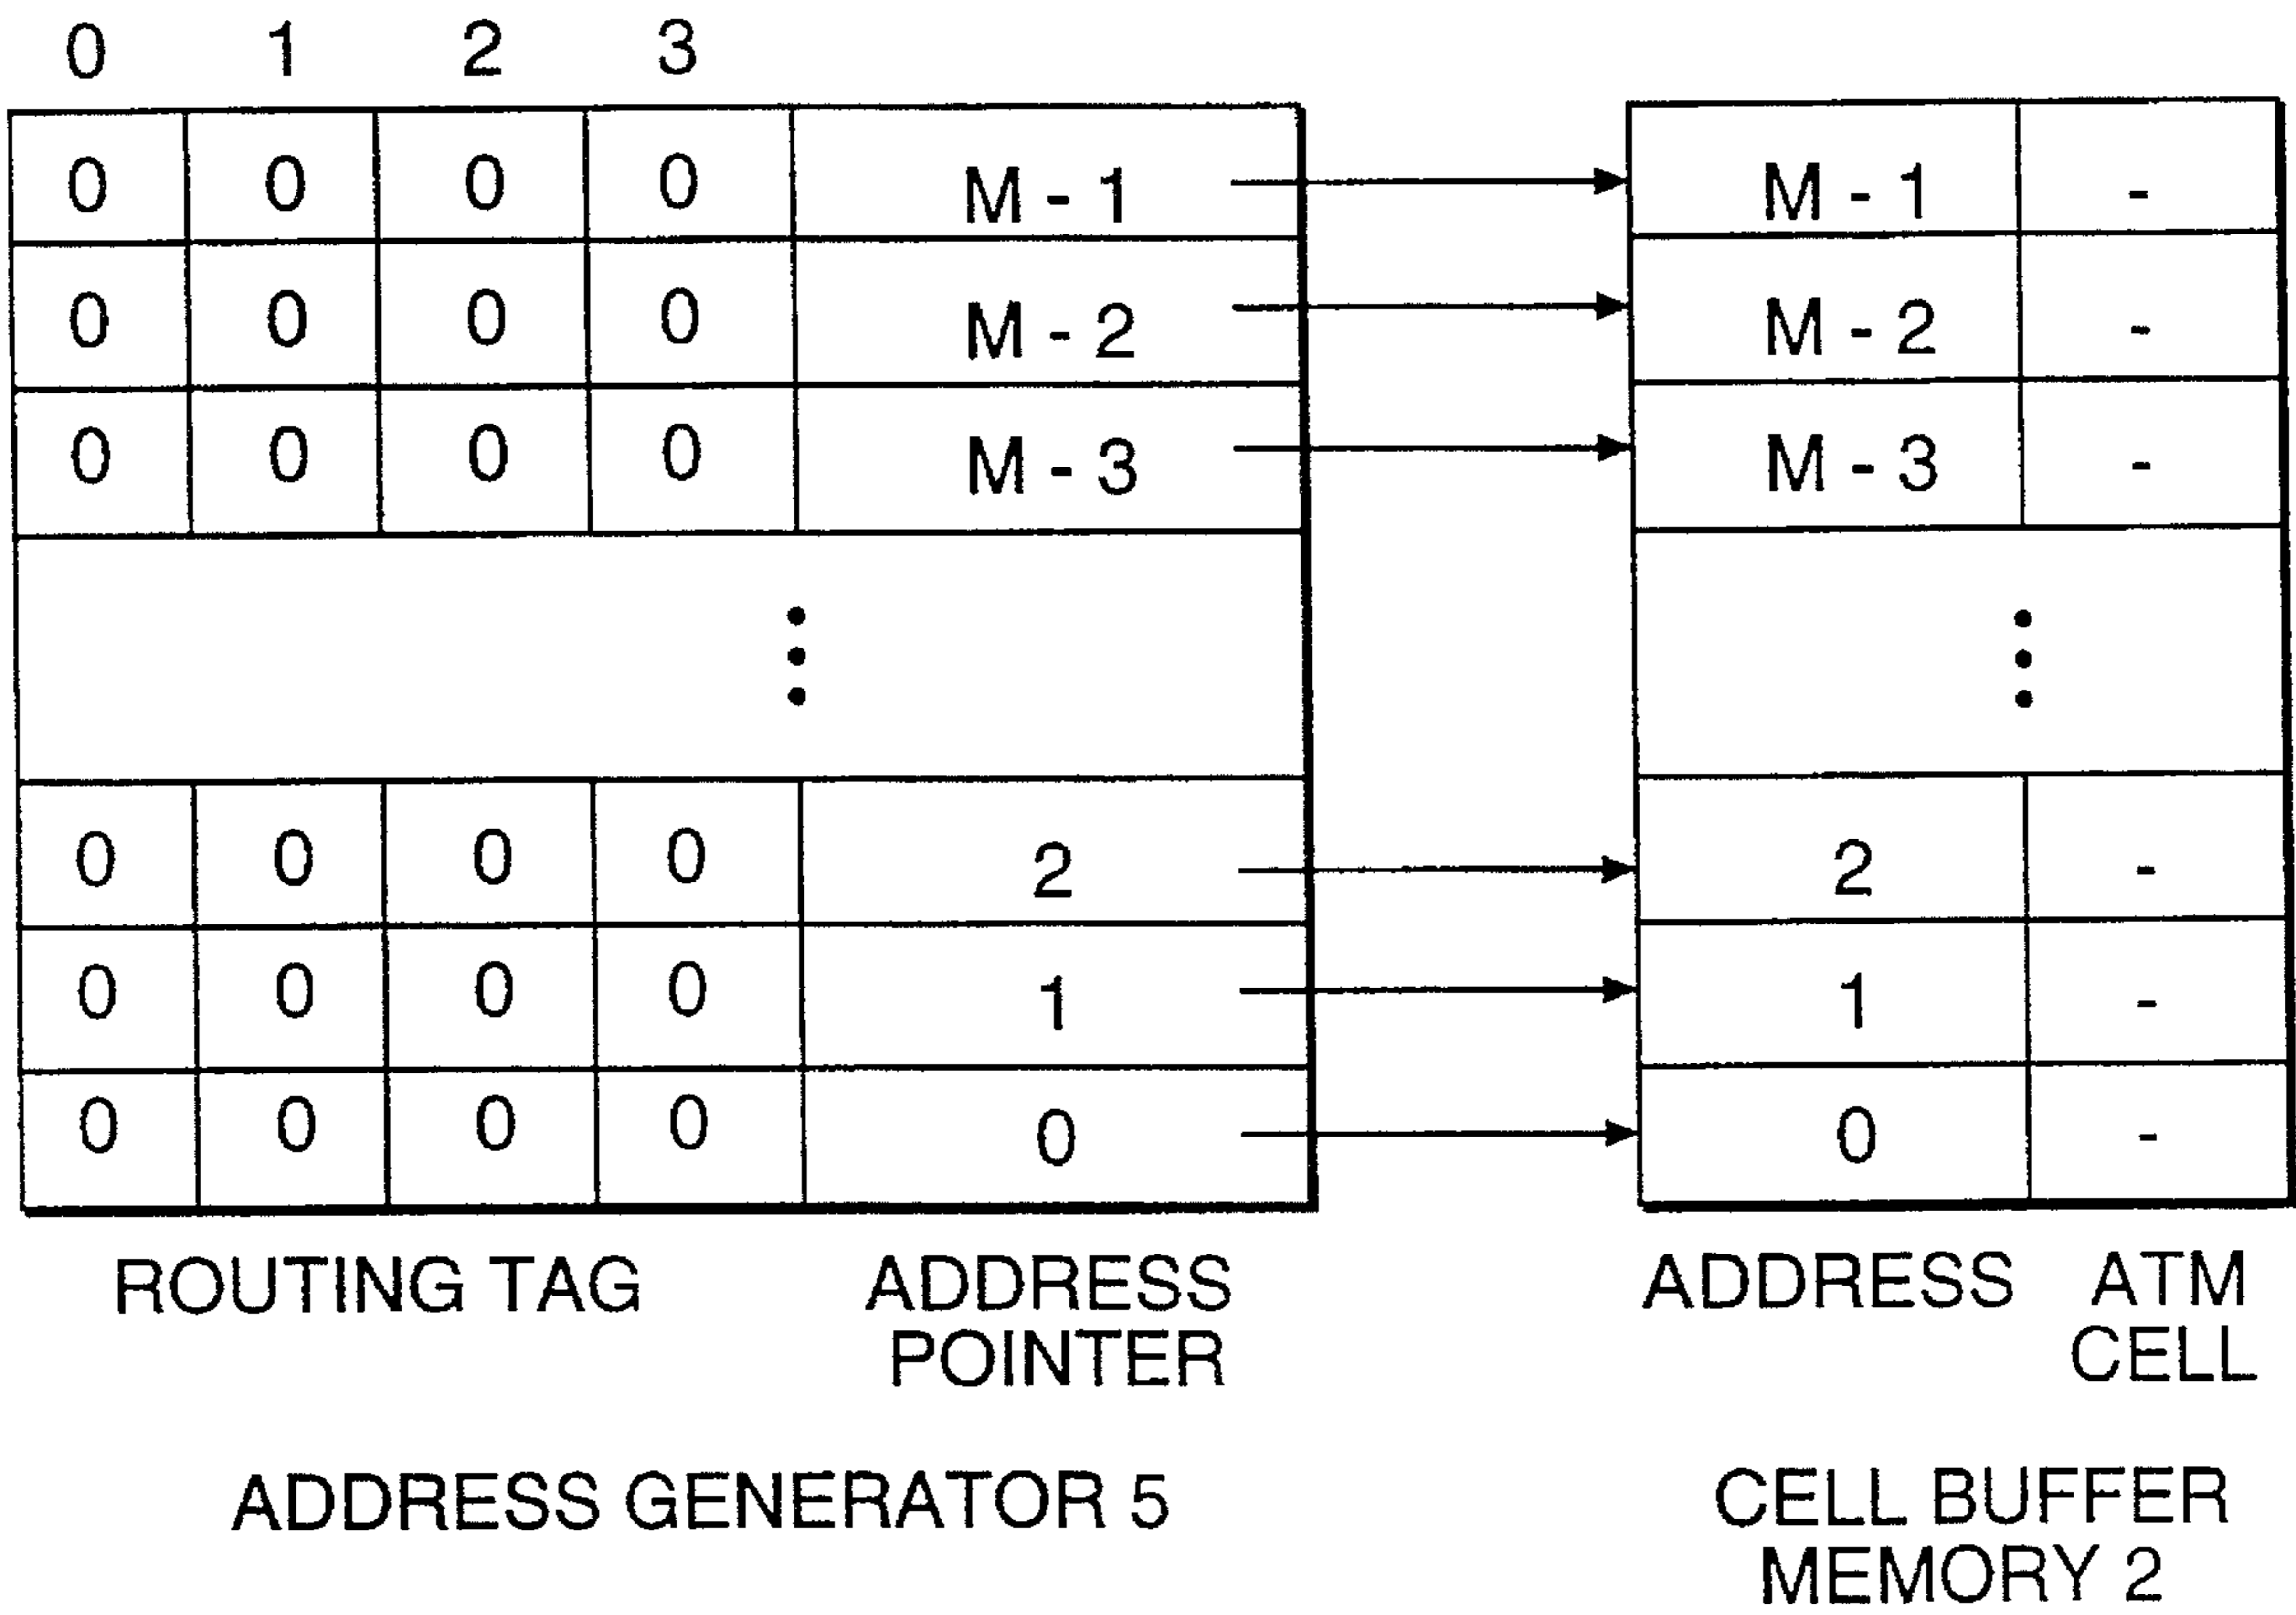 0 1 2 3
0 0 0 0 M - 1 M - 1 -
0 0 0 0 M - 2 M - 2 -
0 0 0 0 M - 3 M - 3 -
0 0 0 0 2 2 -
0 0 0 0 1 1 -
0 0 0 0 0 0 -
ROUTING TAG ADDRESS POINTER ADDRESS ATM CELL
ADDRESS GENERATOR 5
CELL BUFFER
MEMORY 2